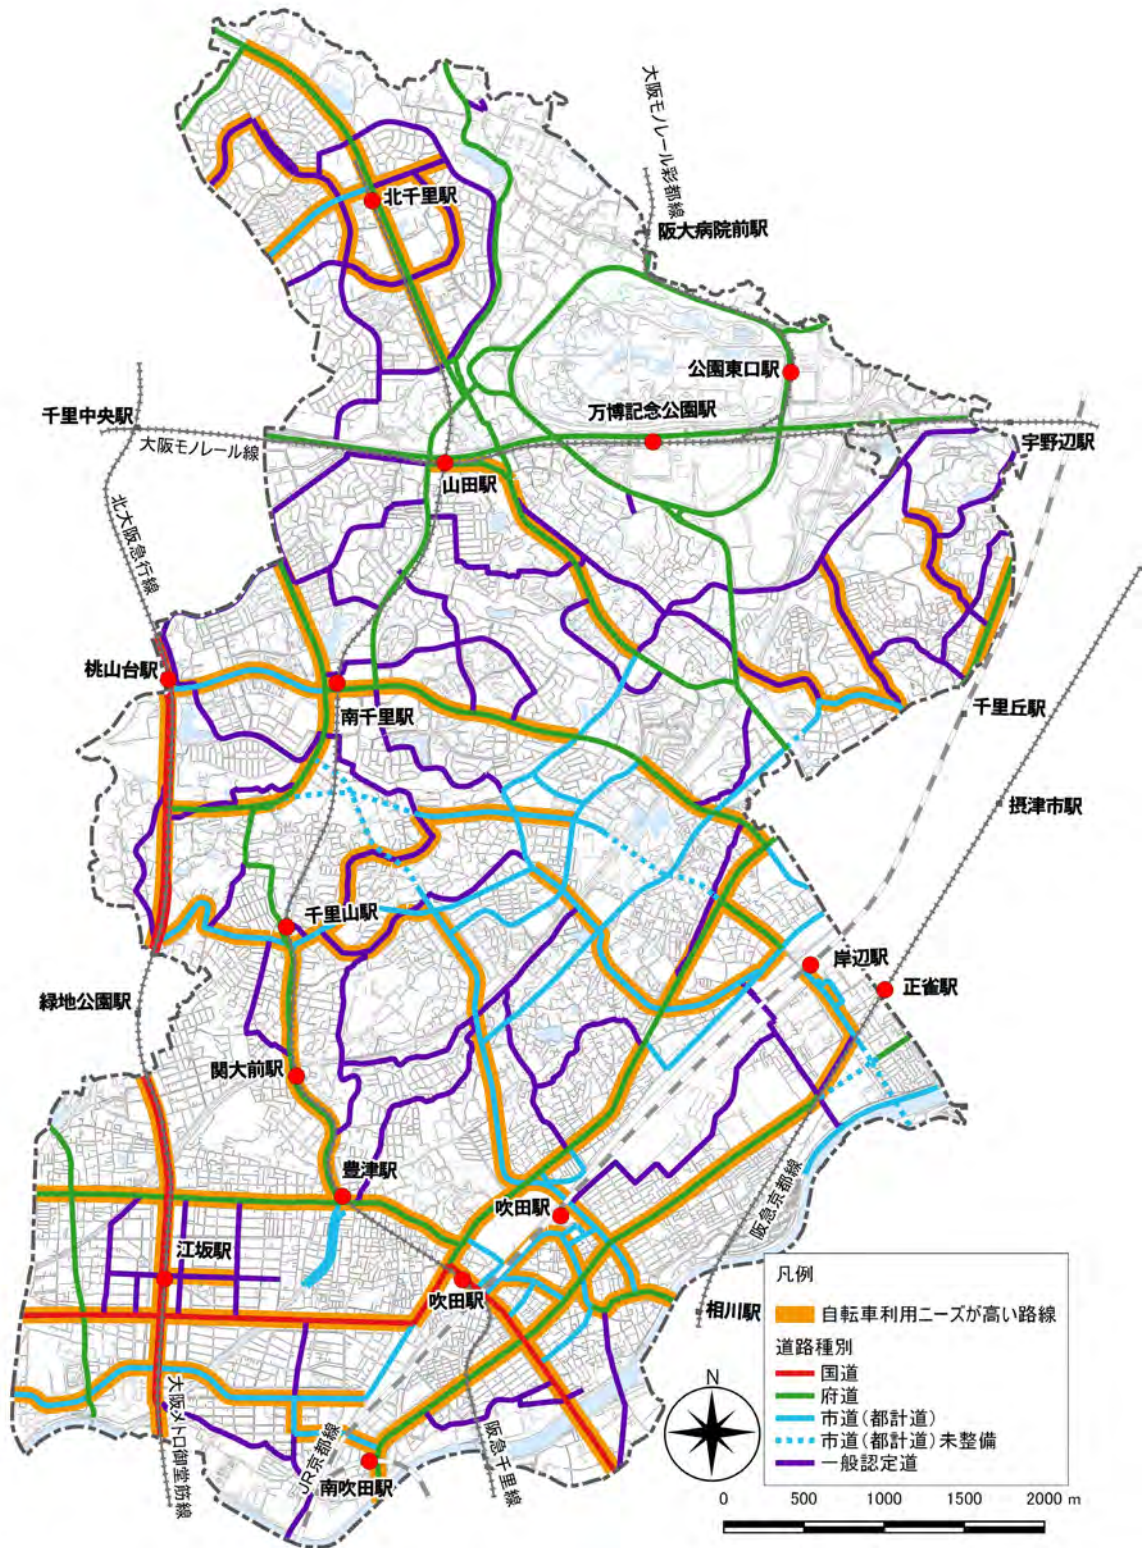 大阪モノレール彩都線
北千里駅
阪大病院前駅
公園東口駅
万博記念公園駅
千里中央駅
大阪モノレール線
宇野辺駅
山田駅
北大阪急行線
桃山台駅
南千里駅
千里丘駅
摂津市駅
千里山駅
岸辺駅
正雀駅
緑地公園駅
関大前駅
豊津駅
吹田駅
阪急京都線
江坂駅
吹田駅
相川駅
凡例
自転車利用ニーズが高い路線
道路種別
国道
府道
市道(都計道)
市道(都計道)未整備
一般認定道
N
大阪メトロ御堂筋線
JR京都線
阪急千里線
南吹田駅
0 500 1000 1500 2000 m